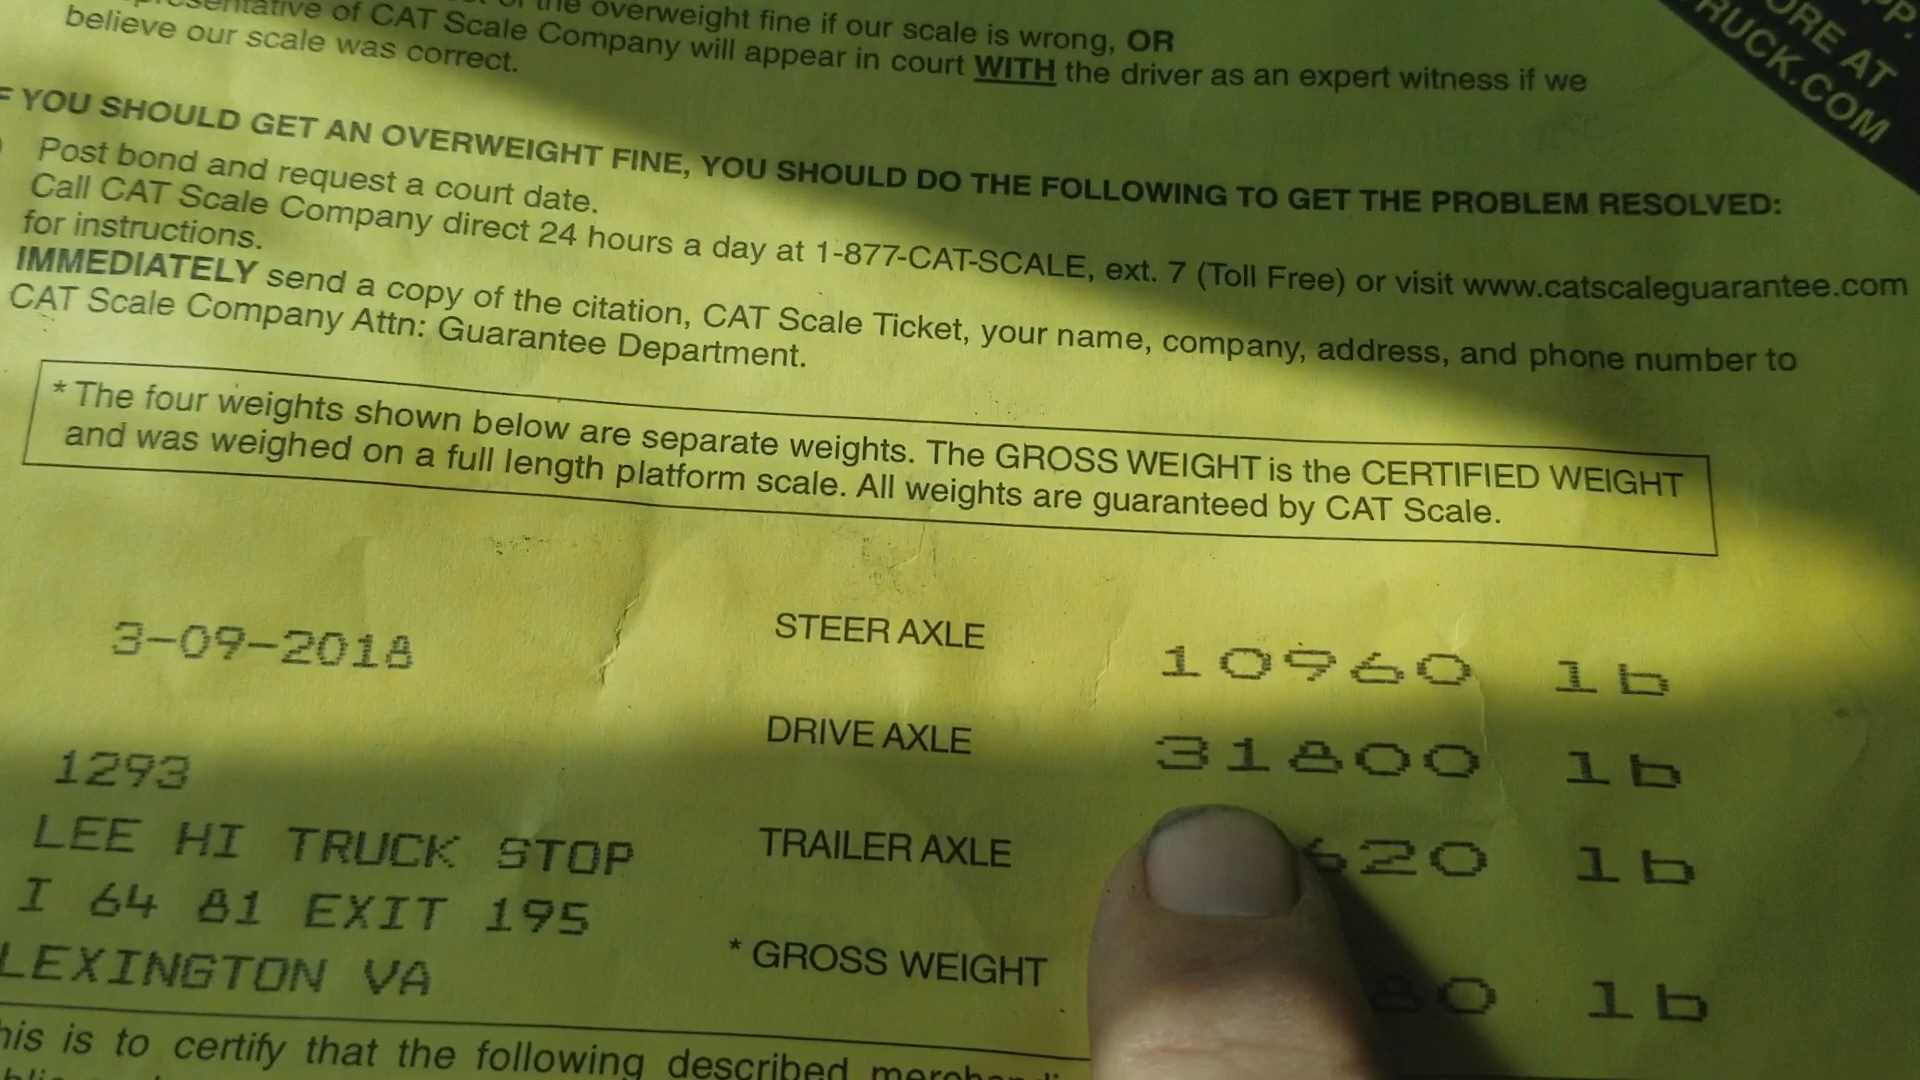 the overweight fine if our scale is wrong, OR
of CAT Scale Company will appear in court WITH the driver as an expert witness if we
believe our scale was correct.
YOU SHOULD GET AN OVERWEIGHT FINE, YOU SHOULD DO THE FOLLOWING TO GET THE PROBLEM RESOLVED:
Post bond and request a court date.
Call CAT Scale Company direct 24 hours a day at 1-877-CAT-SCALE, ext. 7 (Toll Free) or visit www.catscaleguarantee.com
for instructions.
IMMEDIATELY send a copy of the citation, CAT Scale Ticket, your name, company, address, and phone number to
CAT Scale Company Attn: Guarantee Department.
* The four weights shown below are separate weights. The GROSS WEIGHT is the CERTIFIED WEIGHT
and was weighed on a full length platform scale. All weights are guaranteed by CAT Scale.
3-09-2018
STEER AXLE 10960 lb
DRIVE AXLE 31800 lb
1293
TRAILER AXLE 620 lb
LEE HI TRUCK STOP
I 64 81 EXIT 195
* GROSS WEIGHT 80 lb
LEXINGTON VA
is to certify that the following described
AT